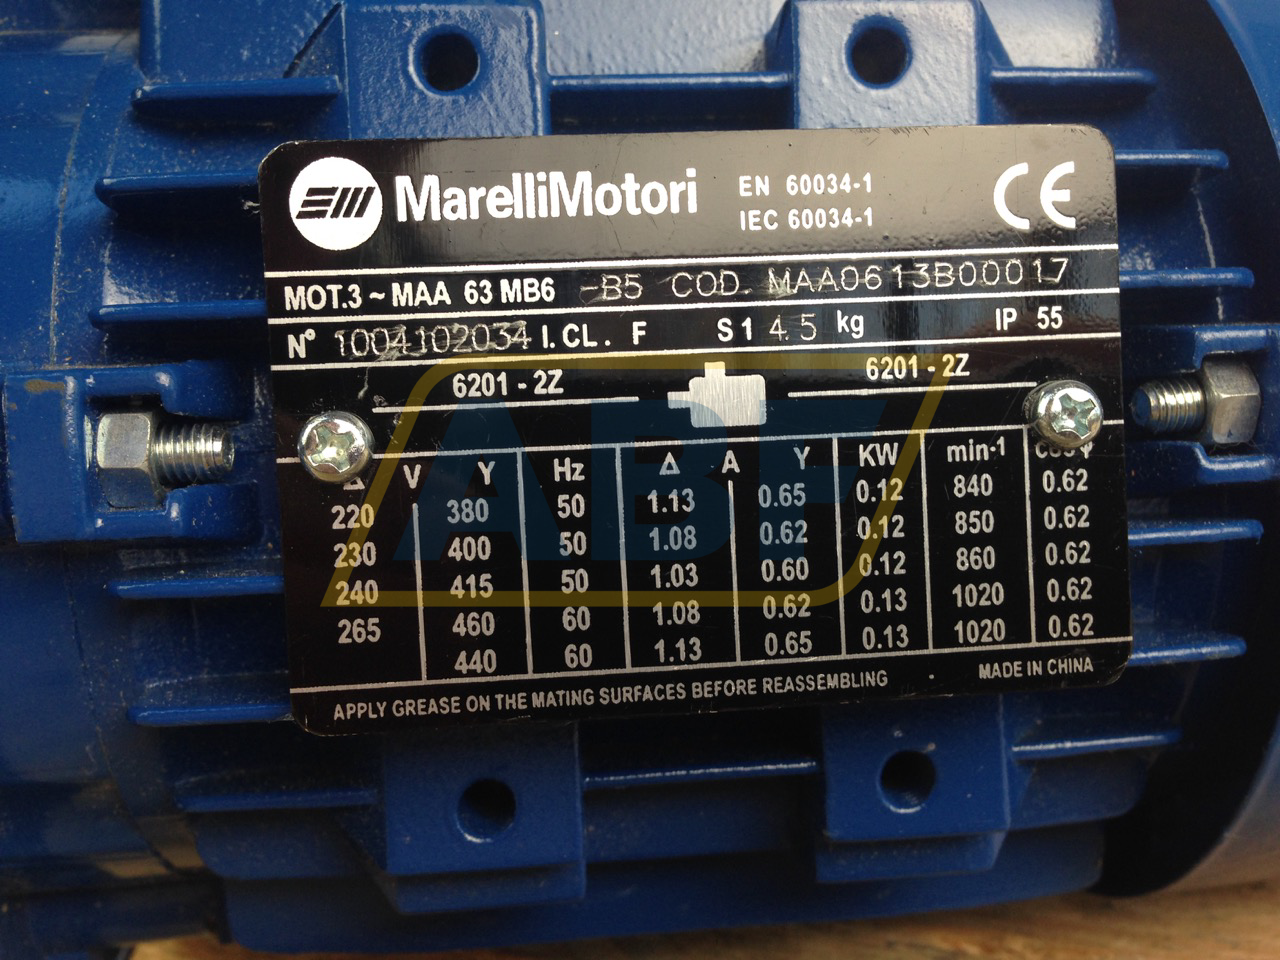 MarelliMotori
EN 60034-1
IEC 60034-1
CE
MOT.3 ~ MAA 63 MB6 -B5 COD. MAA0613B00017
N° 1004102034 I.CL. F S1 4.5 kg IP 55
6201 - 2Z 6201 - 2Z
ABF
Δ V Y Hz Δ A Y KW min-1 cosφ
220 380 50 1.13 0.65 0.12 840 0.62
230 400 50 1.08 0.62 0.12 850 0.62
240 415 50 1.03 0.60 0.12 860 0.62
265 460 60 1.08 0.62 0.13 1020 0.62
440 60 1.13 0.65 0.13 1020 0.62
APPLY GREASE ON THE MATING SURFACES BEFORE REASSEMBLING . MADE IN CHINA